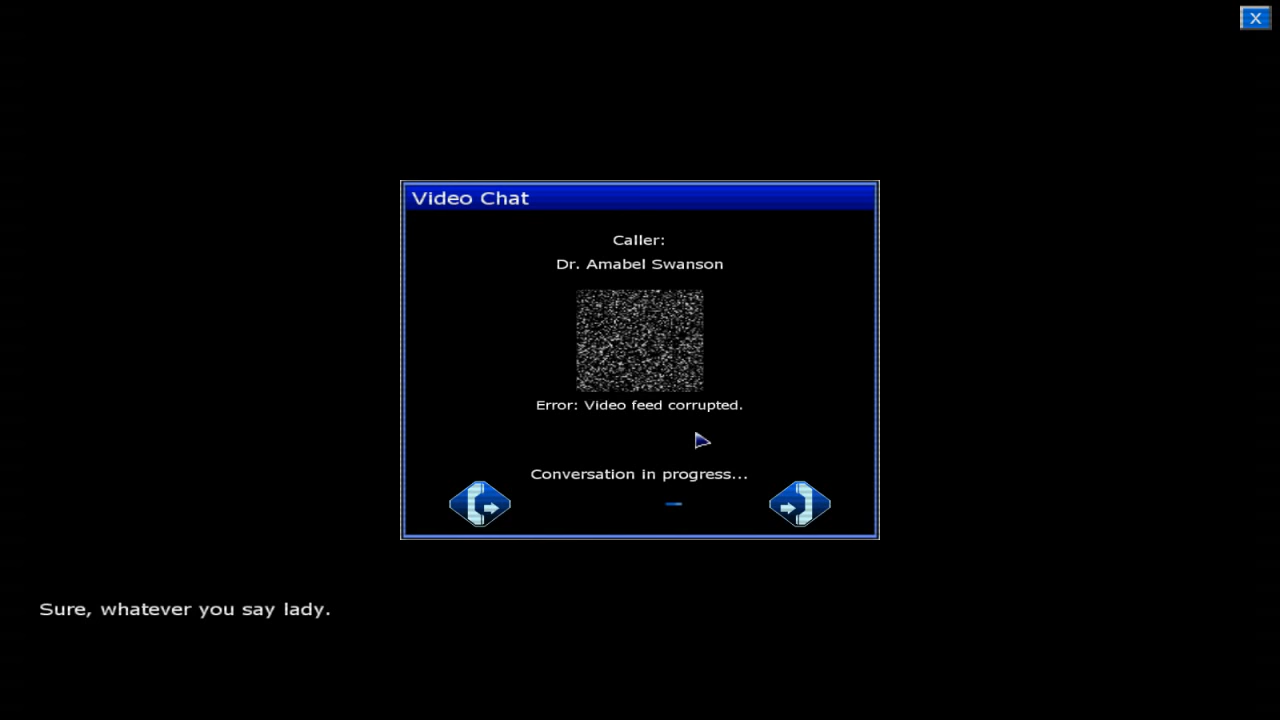 X
Video Chat
Caller:
Dr. Amabel Swanson
Error: Video feed corrupted.
Conversation in progress...
Sure, whatever you say lady.